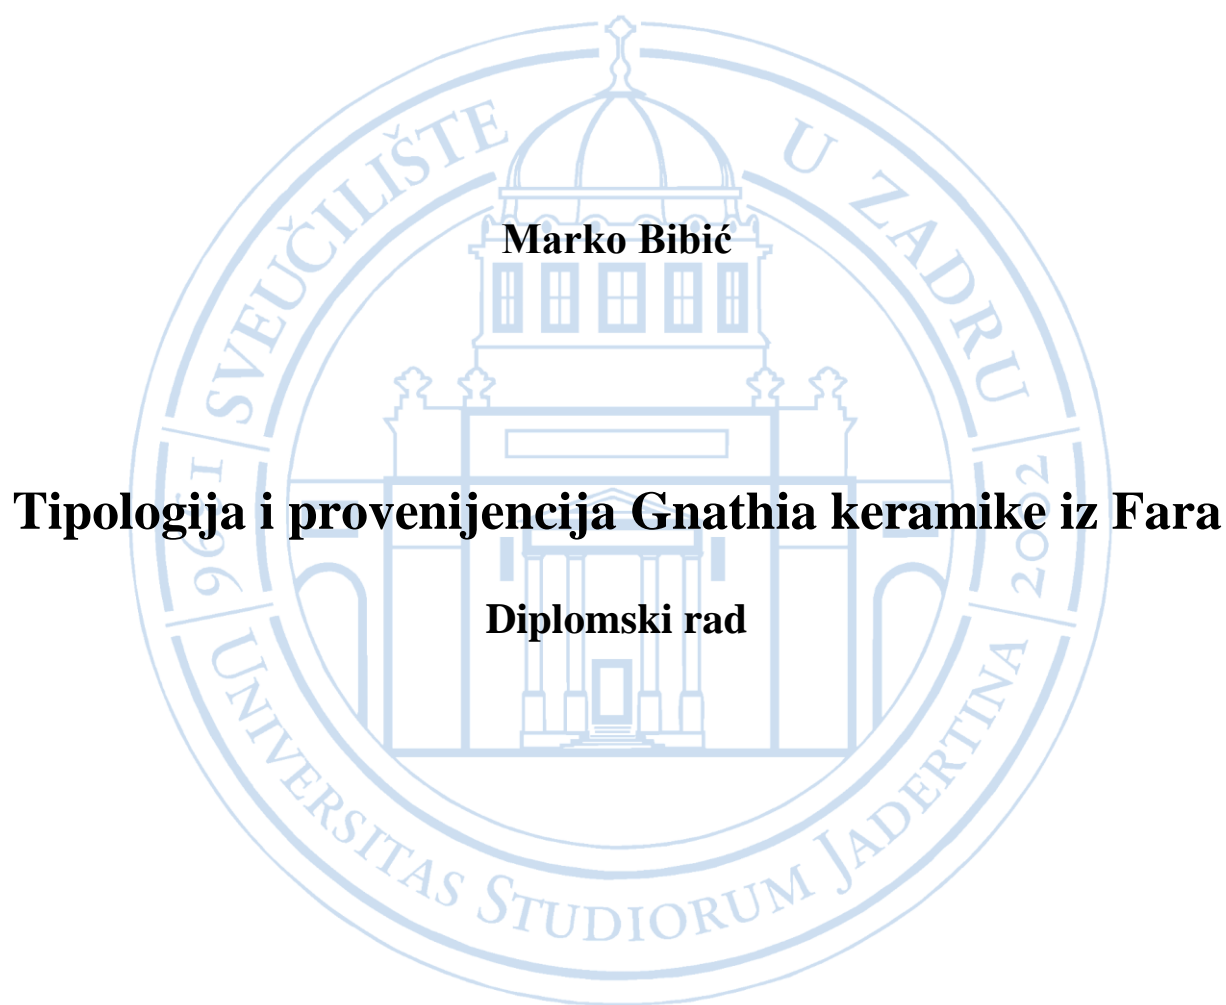 Marko Bibić
Tipologija i provenijencija Gnathia keramike iz Fara
Diplomski rad
SVEUČILIŠTE U ZADRU
1396
2002
UNIVERSITAS STUDIORUM JADERTINA